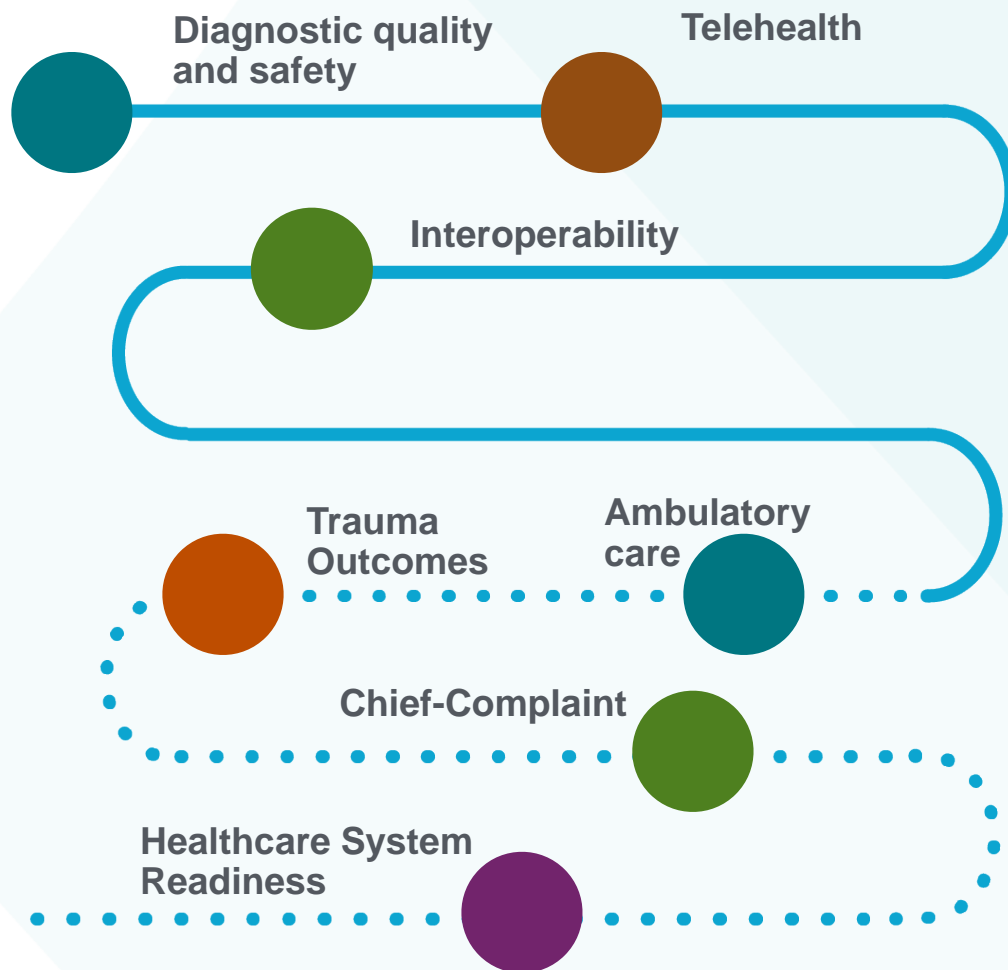 Diagnostic quality
and safety
Telehealth
Interoperability
Trauma
Outcomes
Ambulatory
care
Chief-Complaint
Healthcare System
Readiness